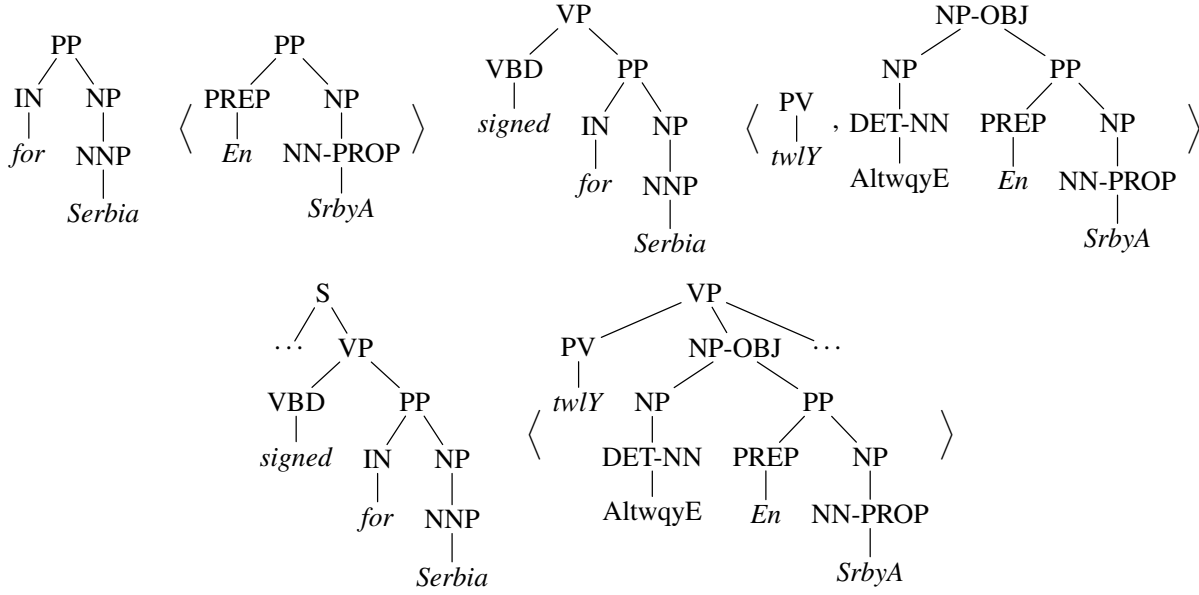 VP NP-OBJ
PP PP VBD PP NP PP
IN NP PREP NP signed IN NP PV , DET-NN PREP NP
for NNP ⟨ En NN-PROP ⟩ for NNP ⟨ twlY AltwqyE En NN-PROP ⟩
Serbia SrbyA Serbia SrbyA
S VP
… VP PV NP-OBJ …
VBD PP ⟨ twlY NP PP ⟩
signed IN NP DET-NN PREP NP
for NNP AltwqyE En NN-PROP
Serbia SrbyA